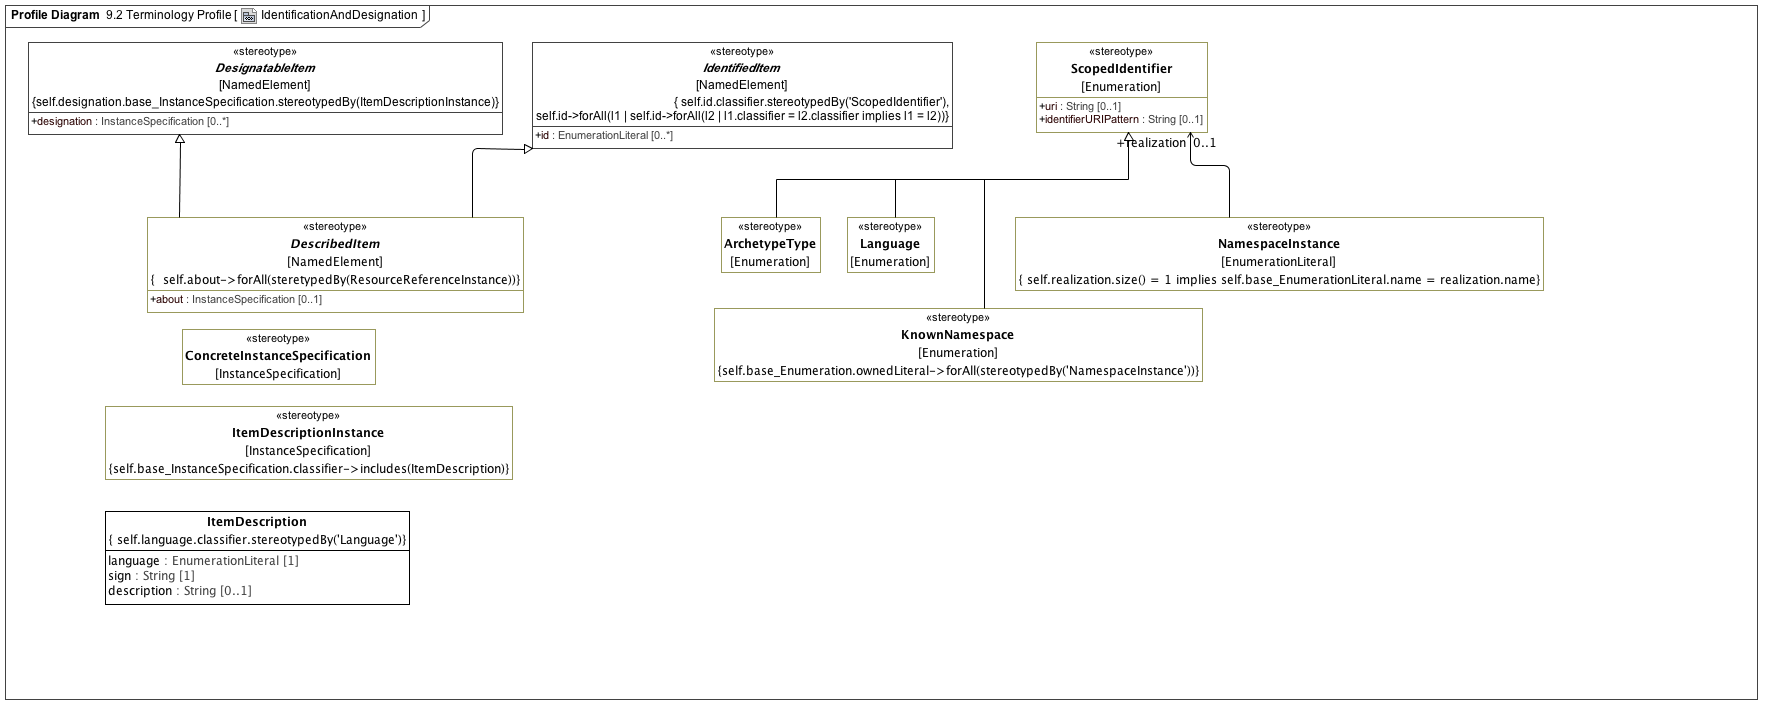 Profile Diagram 9.2 Terminology Profile [ IdentificationAndDesignation ]
«stereotype»
DesignatableItem
[NamedElement]
{self.designation.base_InstanceSpecification.stereotypedBy(ItemDescriptionInstance)}
+designation : InstanceSpecification [0..*]
«stereotype»
IdentifiedItem
[NamedElement]
{ self.id.classifier.stereotypedBy('ScopedIdentifier'),
self.id->forAll(l1 | self.id->forAll(l2 | l1.classifier = l2.classifier implies l1 = l2))}
+id : EnumerationLiteral [0..*]
«stereotype»
ScopedIdentifier
[Enumeration]
+uri : String [0..1]
+identifierURIPattern : String [0..1]
+realization 0..1
«stereotype»
DescribedItem
[NamedElement]
{ self.about->forAll(steretypedBy(ResourceReferenceInstance))}
+about : InstanceSpecification [0..1]
«stereotype»
ArchetypeType
[Enumeration]
«stereotype»
Language
[Enumeration]
«stereotype»
NamespaceInstance
[EnumerationLiteral]
{ self.realization.size() = 1 implies self.base_EnumerationLiteral.name = realization.name}
«stereotype»
KnownNamespace
[Enumeration]
{self.base_Enumeration.ownedLiteral->forAll(stereotypedBy('NamespaceInstance'))}
«stereotype»
ConcreteInstanceSpecification
[InstanceSpecification]
«stereotype»
ItemDescriptionInstance
[InstanceSpecification]
{self.base_InstanceSpecification.classifier->includes(ItemDescription)}
ItemDescription
{ self.language.classifier.stereotypedBy('Language')}
language : EnumerationLiteral [1]
sign : String [1]
description : String [0..1]